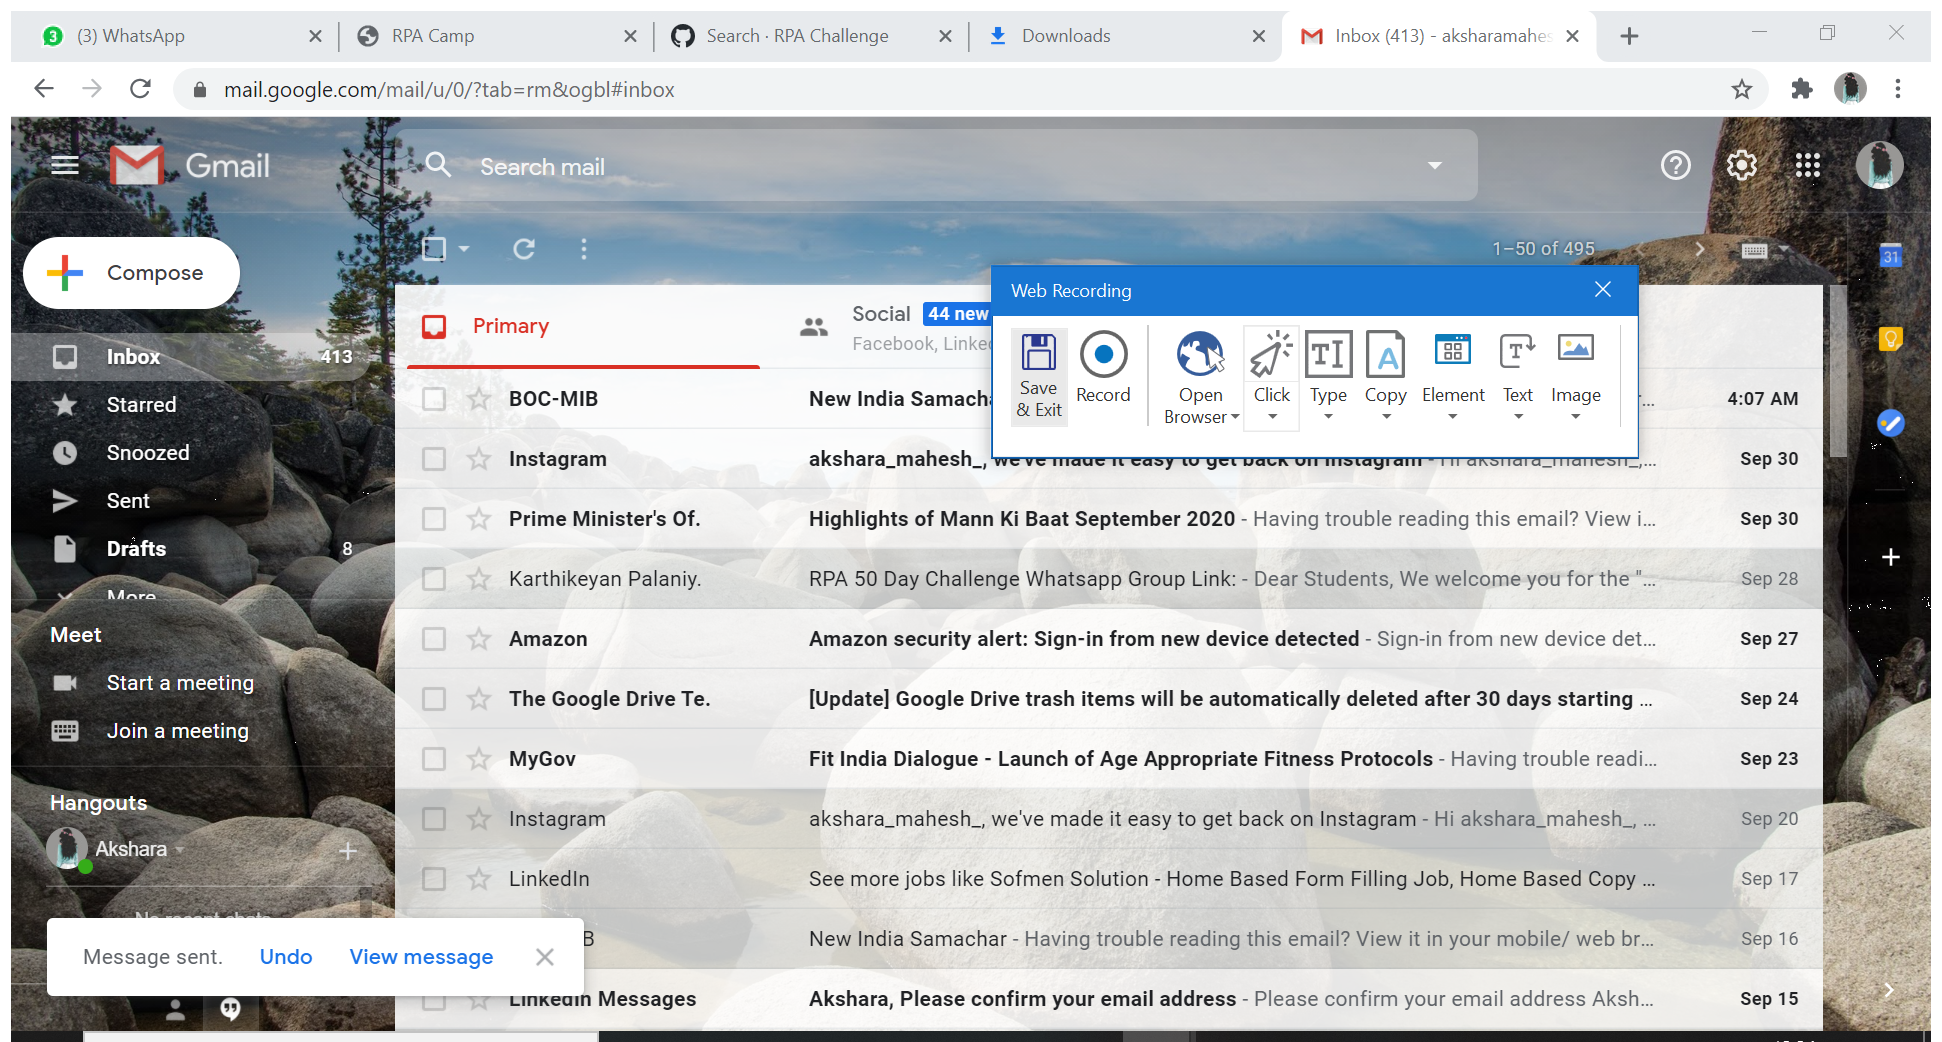 3 (3) WhatsApp
RPA Camp
Search · RPA Challenge
Downloads
Inbox (413) - aksharamahes
mail.google.com/mail/u/0/?tab=rm&ogbl#inbox
Gmail
Search mail
1–50 of 495
Compose
31
Primary
Social 44 new
Facebook, Linke
Web Recording
Save & Exit
Record
Open Browser
Click
Type
Copy
Element
Text
Image
Inbox 413
Starred
Snoozed
Sent
Drafts 8
More
Meet
Start a meeting
Join a meeting
Hangouts
Akshara
No recent chats
BOC-MIB New India Samacha 4:07 AM
Instagram akshara_mahesh_, we've made it easy to get back on Instagram - Hi akshara_mahesh_,... Sep 30
Prime Minister's Of. Highlights of Mann Ki Baat September 2020 - Having trouble reading this email? View i... Sep 30
Karthikeyan Palaniy. RPA 50 Day Challenge Whatsapp Group Link: - Dear Students, We welcome you for the "... Sep 28
Amazon Amazon security alert: Sign-in from new device detected - Sign-in from new device det... Sep 27
The Google Drive Te. [Update] Google Drive trash items will be automatically deleted after 30 days starting ... Sep 24
MyGov Fit India Dialogue - Launch of Age Appropriate Fitness Protocols - Having trouble readi... Sep 23
Instagram akshara_mahesh_, we've made it easy to get back on Instagram - Hi akshara_mahesh_, ... Sep 20
LinkedIn See more jobs like Sofmen Solution - Home Based Form Filling Job, Home Based Copy ... Sep 17
B New India Samachar - Having trouble reading this email? View it in your mobile/ web br... Sep 16
LinkedIn Messages Akshara, Please confirm your email address - Please confirm your email address Aksh... Sep 15
Message sent. Undo View message